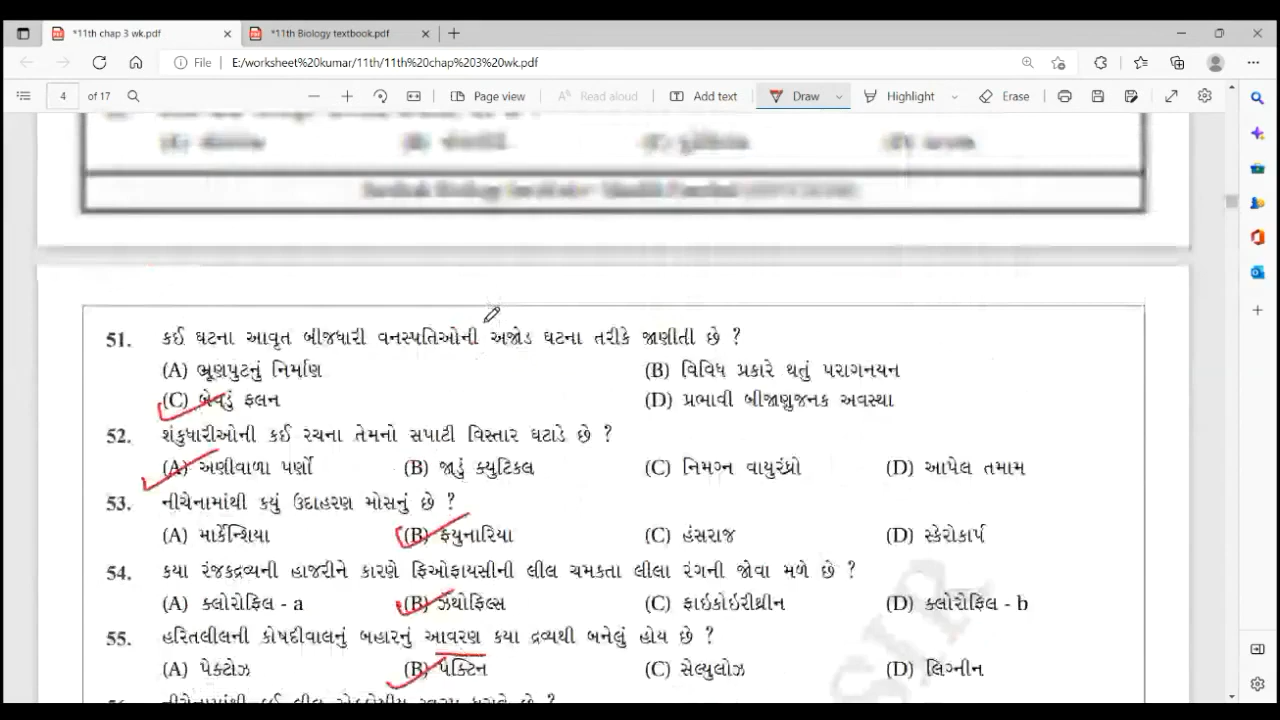 *11th chap 3 wk.pdf
*11th Biology textbook.pdf
File E:/worksheet%20kumar/11th/11th%20chap%203%20wk.pdf
4 of 17 Page view Read aloud Add text Draw Highlight Erase
51. કઈ ઘટના આવૃત બીજધારી વનસ્પતિઓની અજોડ ઘટના તરીકે જાણીતી છે ?
(A) ભ્રૂણપુટનું નિર્માણ (B) વિવિધ પ્રકારે થતું પરાગનયન
(C) બેવડું ફલન (D) પ્રભાવી બીજાણુજનક અવસ્થા
52. શંકુધારીઓની કઈ રચના તેમનો સપાટી વિસ્તાર ઘટાડે છે ?
(A) અણીવાળા પર્ણો (B) જાડું ક્યુટિકલ (C) નિમગ્ન વાયુરંધ્રો (D) આપેલ તમામ
53. નીચેનામાંથી કયું ઉદાહરણ મોસનું છે ?
(A) માર્કેન્શિયા (B) ફ્યુનારિયા (C) હંસરાજ (D) સ્કેરોકાર્પ
54. કયા રંજકદ્રવ્યની હાજરીને કારણે ફિઓફાયસીની લીલ ચમકતા લીલા રંગની જોવા મળે છે ?
(A) ક્લોરોફિલ - a (B) ઝેંથોફિલ્સ (C) ફાઇકોઇરીથ્રીન (D) ક્લોરોફિલ - b
55. હરિતલીલની કોષદીવાલનું બહારનું આવરણ કયા દ્રવ્યથી બનેલું હોય છે ?
(A) પેક્ટોઝ (B) પેક્ટિન (C) સેલ્યુલોઝ (D) લિગ્નીન